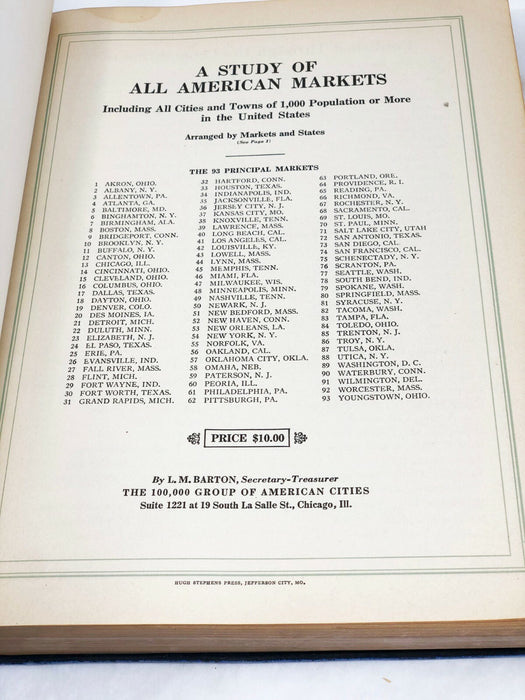 A STUDY OF
ALL AMERICAN MARKETS
Including All Cities and Towns of 1,000 Population or More
in the United States
Arranged by Markets and States
(See Page 1)
THE 93 PRINCIPAL MARKETS
1 AKRON, OHIO.
2 ALBANY, N. Y.
3 ALLENTOWN, PA.
4 ATLANTA, GA.
5 BALTIMORE, MD.
6 BINGHAMTON, N. Y.
7 BIRMINGHAM, ALA.
8 BOSTON, MASS.
9 BRIDGEPORT, CONN.
10 BROOKLYN, N. Y.
11 BUFFALO, N. Y.
12 CANTON, OHIO.
13 CHICAGO, ILL.
14 CINCINNATI, OHIO.
15 CLEVELAND, OHIO.
16 COLUMBUS, OHIO.
17 DALLAS, TEXAS.
18 DAYTON, OHIO.
19 DENVER, COLO.
20 DES MOINES, IA.
21 DETROIT, MICH.
22 DULUTH, MINN.
23 ELIZABETH, N. J.
24 EL PASO, TEXAS.
25 ERIE, PA.
26 EVANSVILLE, IND.
27 FALL RIVER, MASS.
28 FLINT, MICH.
29 FORT WAYNE, IND.
30 FORT WORTH, TEXAS.
31 GRAND RAPIDS, MICH.
32 HARTFORD, CONN.
33 HOUSTON, TEXAS.
34 INDIANAPOLIS, IND.
35 JACKSONVILLE, FLA.
36 JERSEY CITY, N. J.
37 KANSAS CITY, MO.
38 KNOXVILLE, TENN.
39 LAWRENCE, MASS.
40 LONG BEACH, CAL.
41 LOS ANGELES, CAL.
42 LOUISVILLE, KY.
43 LOWELL, MASS.
44 LYNN, MASS.
45 MEMPHIS, TENN.
46 MIAMI, FLA.
47 MILWAUKEE, WIS.
48 MINNEAPOLIS, MINN.
49 NASHVILLE, TENN.
50 NEWARK, N. J.
51 NEW BEDFORD, MASS.
52 NEW HAVEN, CONN.
53 NEW ORLEANS, LA.
54 NEW YORK, N. Y.
55 NORFOLK, VA.
56 OAKLAND, CAL.
57 OKLAHOMA CITY, OKLA.
58 OMAHA, NEB.
59 PATERSON, N. J.
60 PEORIA, ILL.
61 PHILADELPHIA, PA.
62 PITTSBURGH, PA.
63 PORTLAND, ORE.
64 PROVIDENCE, R. I.
65 READING, PA.
66 RICHMOND, VA.
67 ROCHESTER, N. Y.
68 SACRAMENTO, CAL.
69 ST. LOUIS, MO.
70 ST. PAUL, MINN.
71 SALT LAKE CITY, UTAH
72 SAN ANTONIO, TEXAS.
73 SAN DIEGO, CAL.
74 SAN FRANCISCO, CAL.
75 SCHENECTADY, N. Y.
76 SCRANTON, PA.
77 SEATTLE, WASH.
78 SOUTH BEND, IND.
79 SPOKANE, WASH.
80 SPRINGFIELD, MASS.
81 SYRACUSE, N. Y.
82 TACOMA, WASH.
83 TAMPA, FLA.
84 TOLEDO, OHIO.
85 TRENTON, N. J.
86 TROY, N. Y.
87 TULSA, OKLA.
88 UTICA, N. Y.
89 WASHINGTON, D. C.
90 WATERBURY, CONN.
91 WILMINGTON, DEL.
92 WORCESTER, MASS.
93 YOUNGSTOWN, OHIO.
PRICE $10.00
By L. M. BARTON, Secretary-Treasurer
THE 100,000 GROUP OF AMERICAN CITIES
Suite 1221 at 19 South La Salle St., Chicago, Ill.
HUGH STEPHENS PRESS, JEFFERSON CITY, MO.